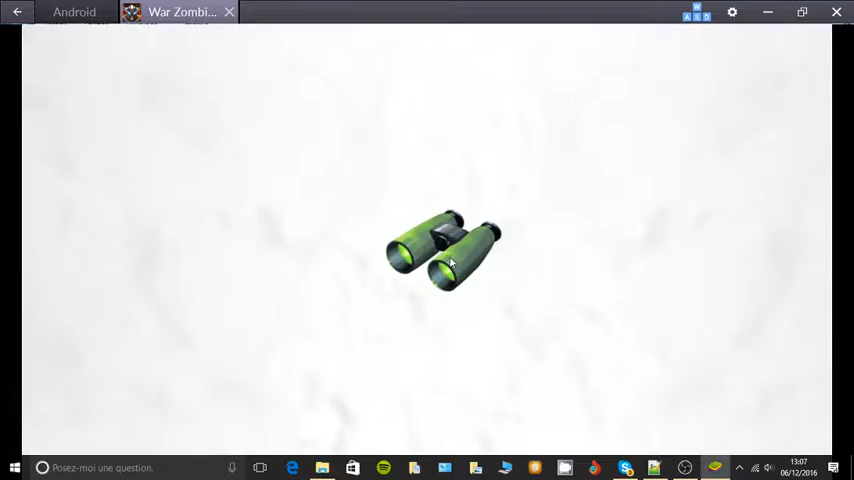 Android
War Zombi...
W
A S D
Posez-moi une question.
13:07
06/12/2016